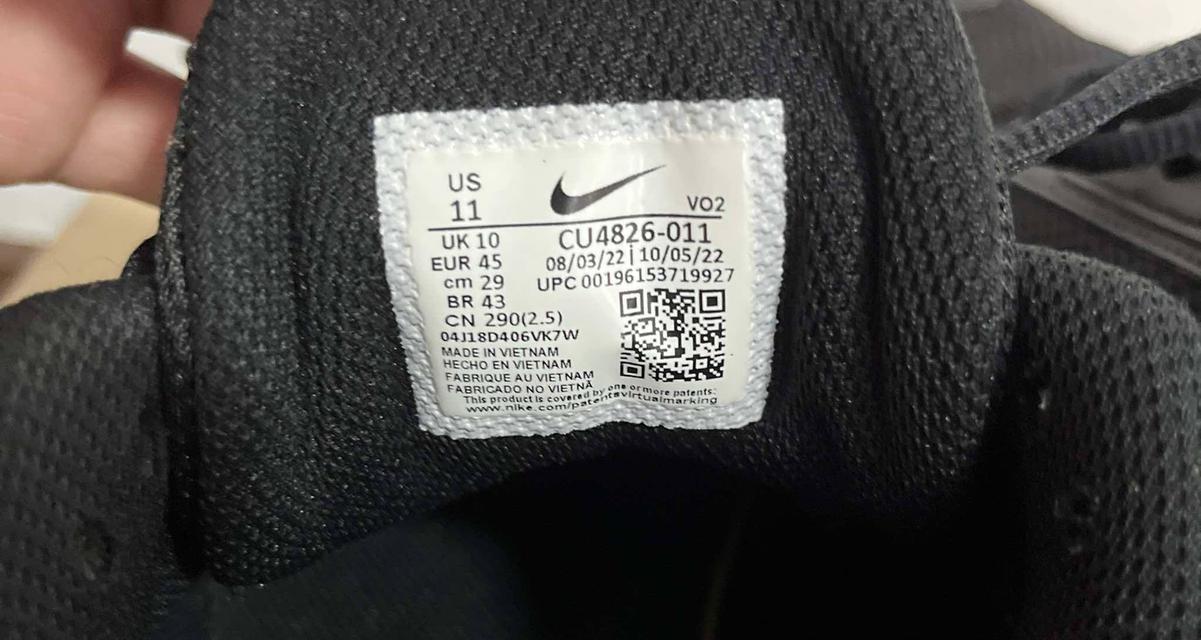 US
11
VO2
UK 10
EUR 45
cm 29
BR 43
CN 290(2.5)
04J18D406VK7W
CU4826-011
08/03/22 | 10/05/22
UPC 00196153719927
MADE IN VIETNAM
HECHO EN VIETNAM
FABRIQUE AU VIETNAM
FABRICADO NO VIETNÃ
This product is covered by one or more patents:
www.nike.com/patentsvirtualmarking